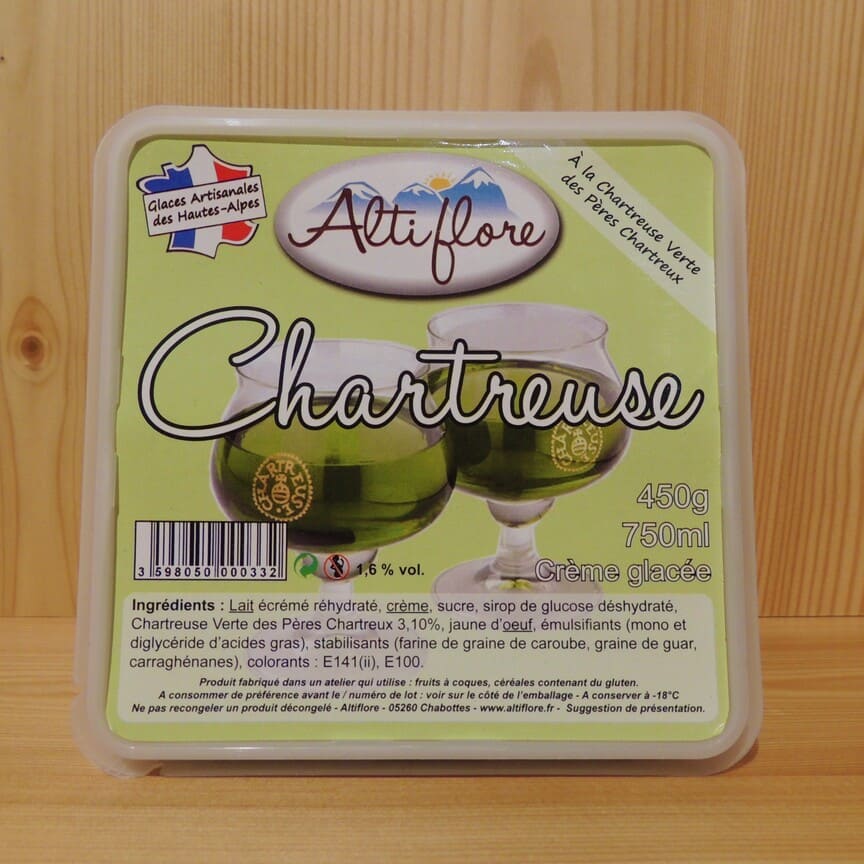 Glaces Artisanales
des Hautes-Alpes
Altiflore
À la Chartreuse Verte
des Pères Chartreux
Chartreuse
CHARTREUSE
CHARTREUSE
450g
750ml
Crème glacée
3 598050 000332
1,6 % vol.
Ingrédients : Lait écrémé réhydraté, crème, sucre, sirop de glucose déshydraté,
Chartreuse Verte des Pères Chartreux 3,10%, jaune d'oeuf, émulsifiants (mono et
diglycéride d'acides gras), stabilisants (farine de graine de caroube, graine de guar,
carraghénanes), colorants : E141(ii), E100.
Produit fabriqué dans un atelier qui utilise : fruits à coques, céréales contenant du gluten.
A consommer de préférence avant le / numéro de lot : voir sur le côté de l'emballage - A conserver à -18°C
Ne pas recongeler un produit décongelé - Altiflore - 05260 Chabottes - www.altiflore.fr - Suggestion de présentation.